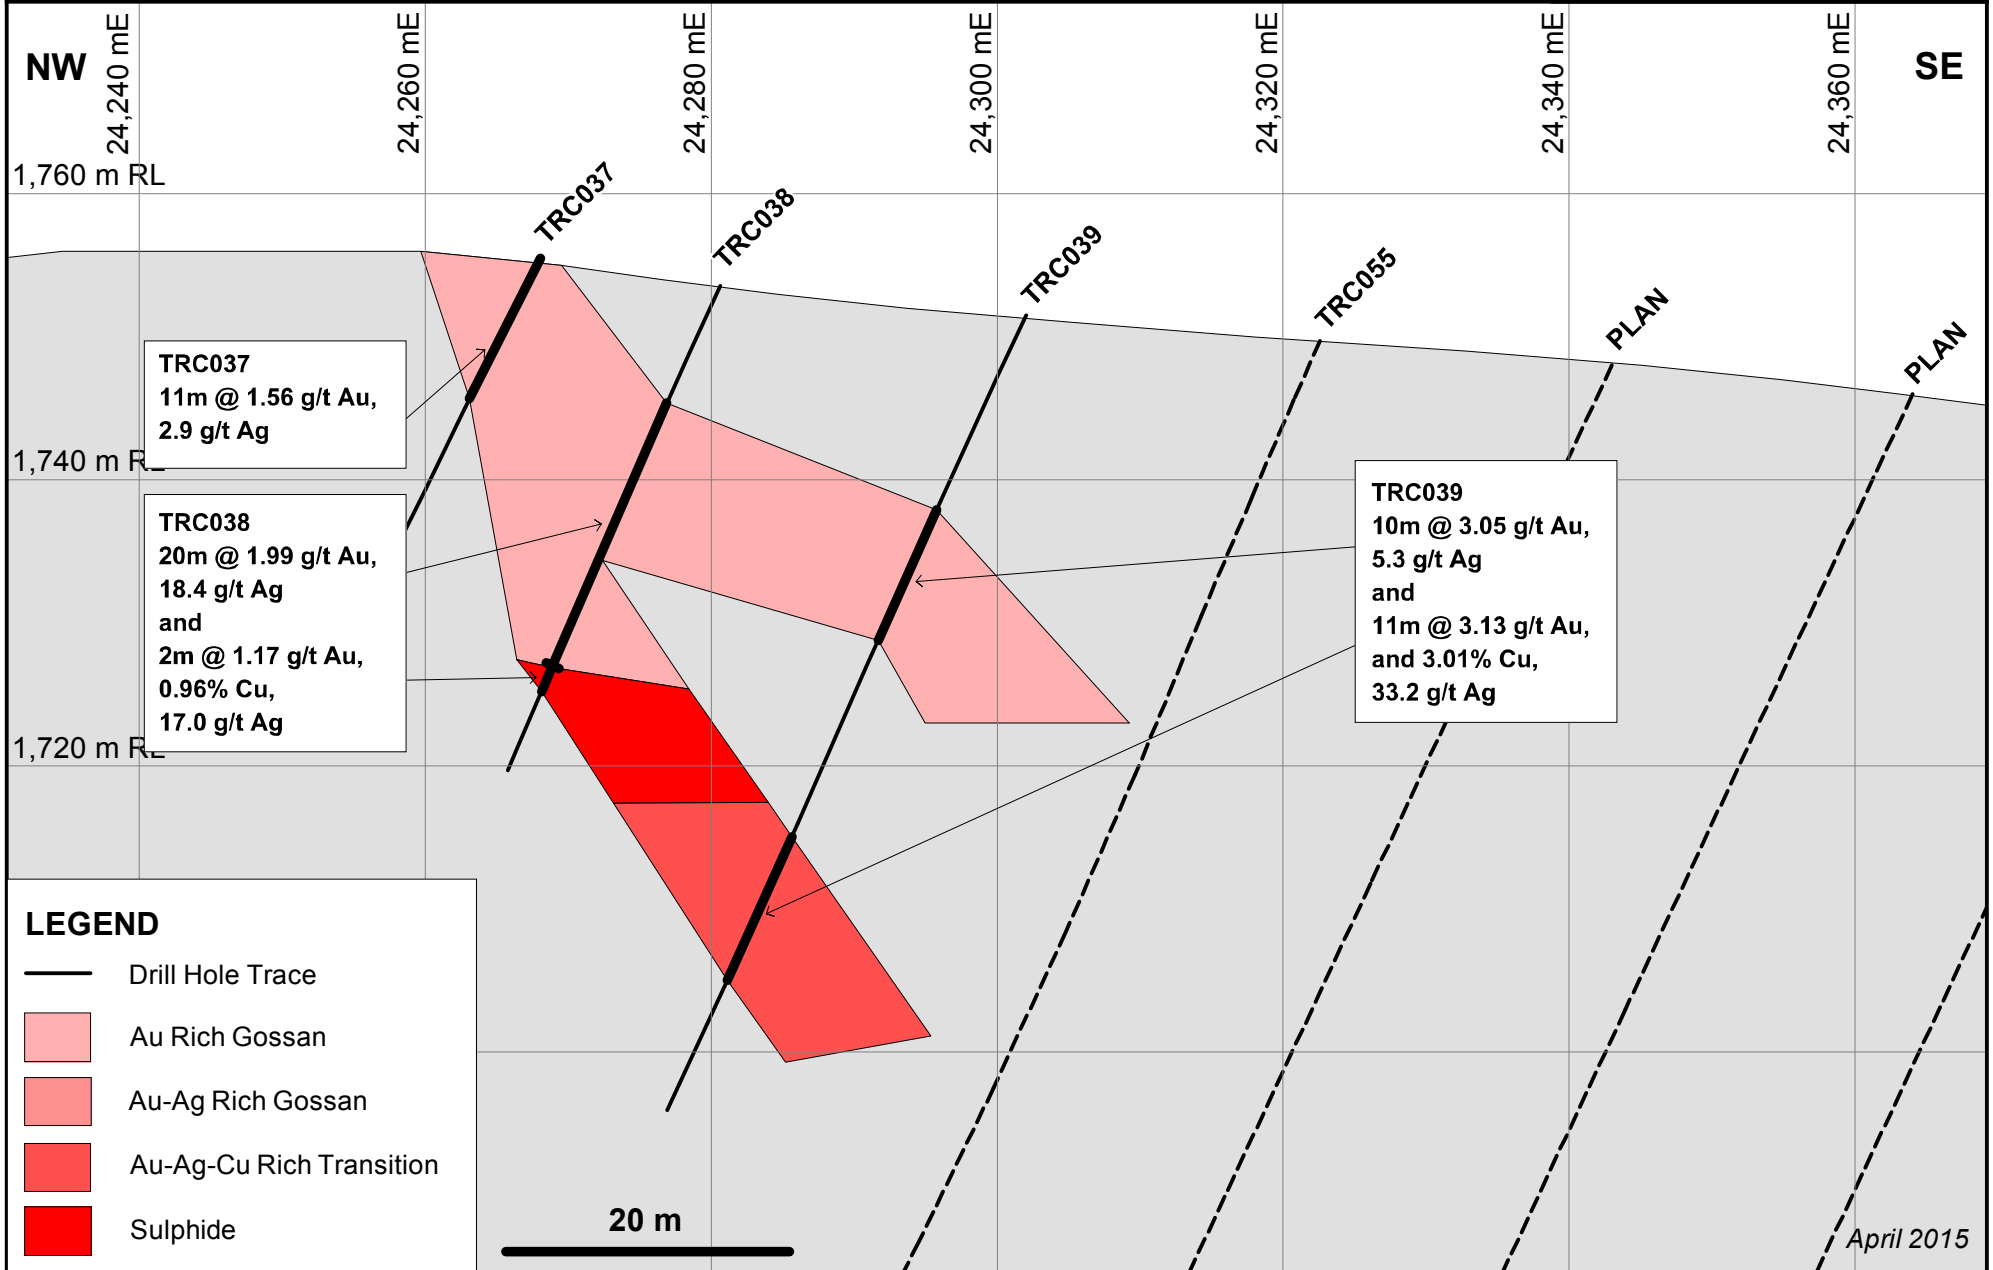 NW
24,240 mE
24,260 mE
24,280 mE
24,300 mE
24,320 mE
24,340 mE
24,360 mE
SE
1,760 m RL
TRC037
TRC038
TRC039
TRC055
PLAN
PLAN
TRC037
11m @ 1.56 g/t Au,
2.9 g/t Ag
1,740 m RL
TRC038
20m @ 1.99 g/t Au,
18.4 g/t Ag
and
2m @ 1.17 g/t Au,
0.96% Cu,
17.0 g/t Ag
TRC039
10m @ 3.05 g/t Au,
5.3 g/t Ag
and
11m @ 3.13 g/t Au,
and 3.01% Cu,
33.2 g/t Ag
1,720 m RL
LEGEND
Drill Hole Trace
Au Rich Gossan
Au-Ag Rich Gossan
Au-Ag-Cu Rich Transition
Sulphide
20 m
April 2015